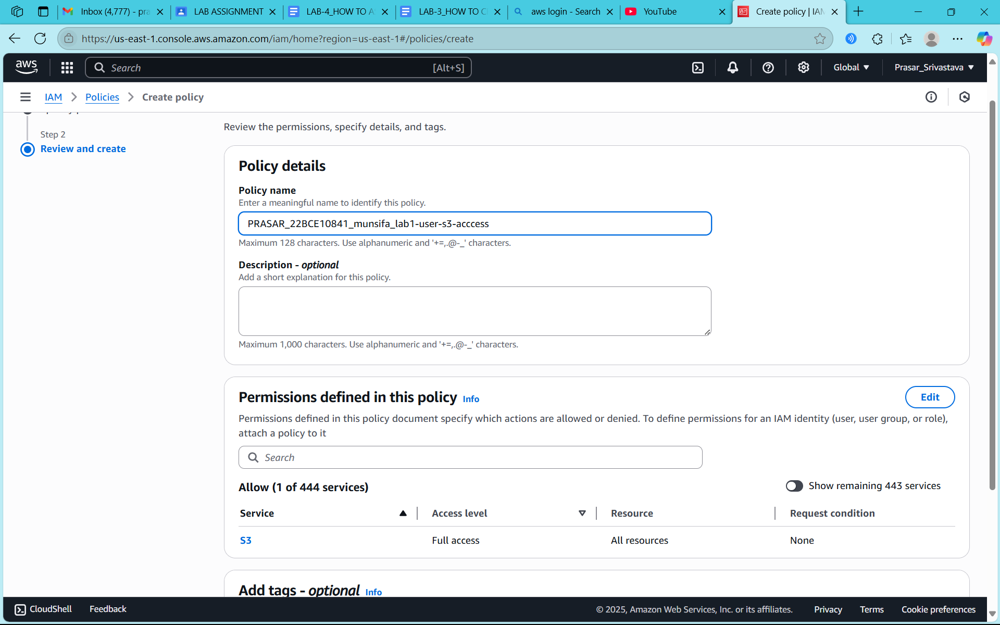 Inbox (4,777) - pra
LAB ASSIGNMENT
LAB-4_HOW TO A
LAB-3_HOW TO C
aws login - Search
YouTube
Create policy | IAM
https://us-east-1.console.aws.amazon.com/iam/home?region=us-east-1#/policies/create
aws
Search
[Alt+S]
Global
Prasar_Srivastava
IAM
Policies
Create policy
Step 2
Review and create
Review the permissions, specify details, and tags.
Policy details
Policy name
Enter a meaningful name to identify this policy.
PRASAR_22BCE10841_munsifa_lab1-user-s3-acccess
Maximum 128 characters. Use alphanumeric and '+=,.@-_' characters.
Description - optional
Add a short explanation for this policy.
Maximum 1,000 characters. Use alphanumeric and '+=,.@-_' characters.
Permissions defined in this policy Info
Edit
Permissions defined in this policy document specify which actions are allowed or denied. To define permissions for an IAM identity (user, user group, or role),
attach a policy to it
Search
Allow (1 of 444 services)
Show remaining 443 services
Service Access level Resource Request condition
S3 Full access All resources None
Add tags - optional Info
CloudShell Feedback © 2025, Amazon Web Services, Inc. or its affiliates. Privacy Terms Cookie preferences